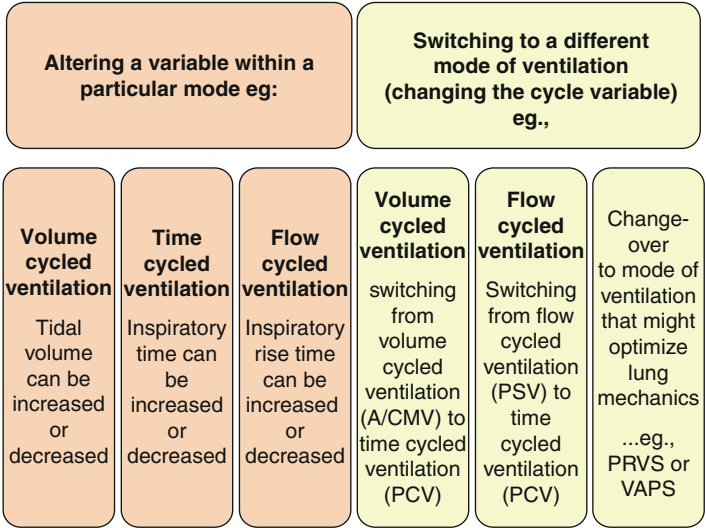 Altering a variable within a
particular mode eg:
Switching to a different
mode of ventilation
(changing the cycle variable)
eg.,
Volume
cycled
ventilation
Tidal
volume
can be
increased
or
decreased
Time
cycled
ventilation
Inspiratory
time can
be
increased
or
decreased
Flow
cycled
ventilation
Inspiratory
rise time
can be
increased
or
decreased
Volume
cycled
ventilation
switching
from
volume
cycled
ventilation
(A/CMV) to
time cycled
ventilation
(PCV)
Flow
cycled
ventilation
Switching
from flow
cycled
ventilation
(PSV) to
time
cycled
ventilation
(PCV)
Change-
over
to mode of
ventilation
that might
optimize
lung
mechanics
...eg.,
PRVS or
VAPS